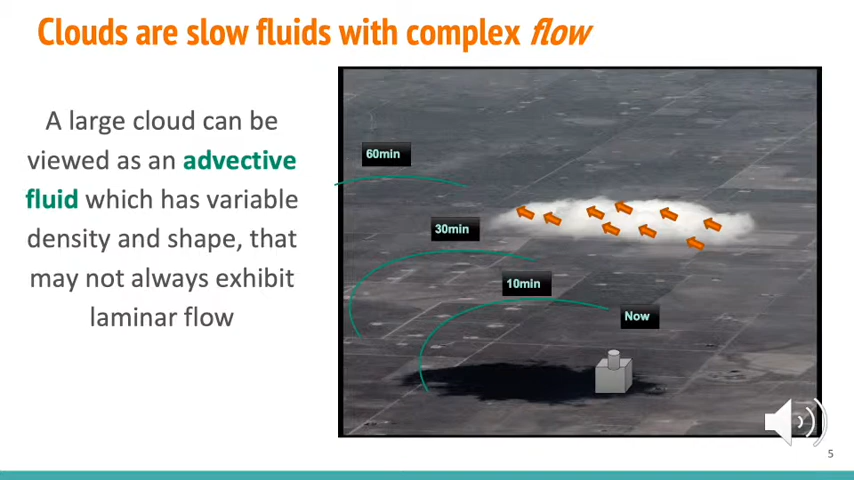 Clouds are slow fluids with complex flow
A large cloud can be
viewed as an advective
fluid which has variable
density and shape, that
may not always exhibit
laminar flow
60min
30min
10min
Now
5